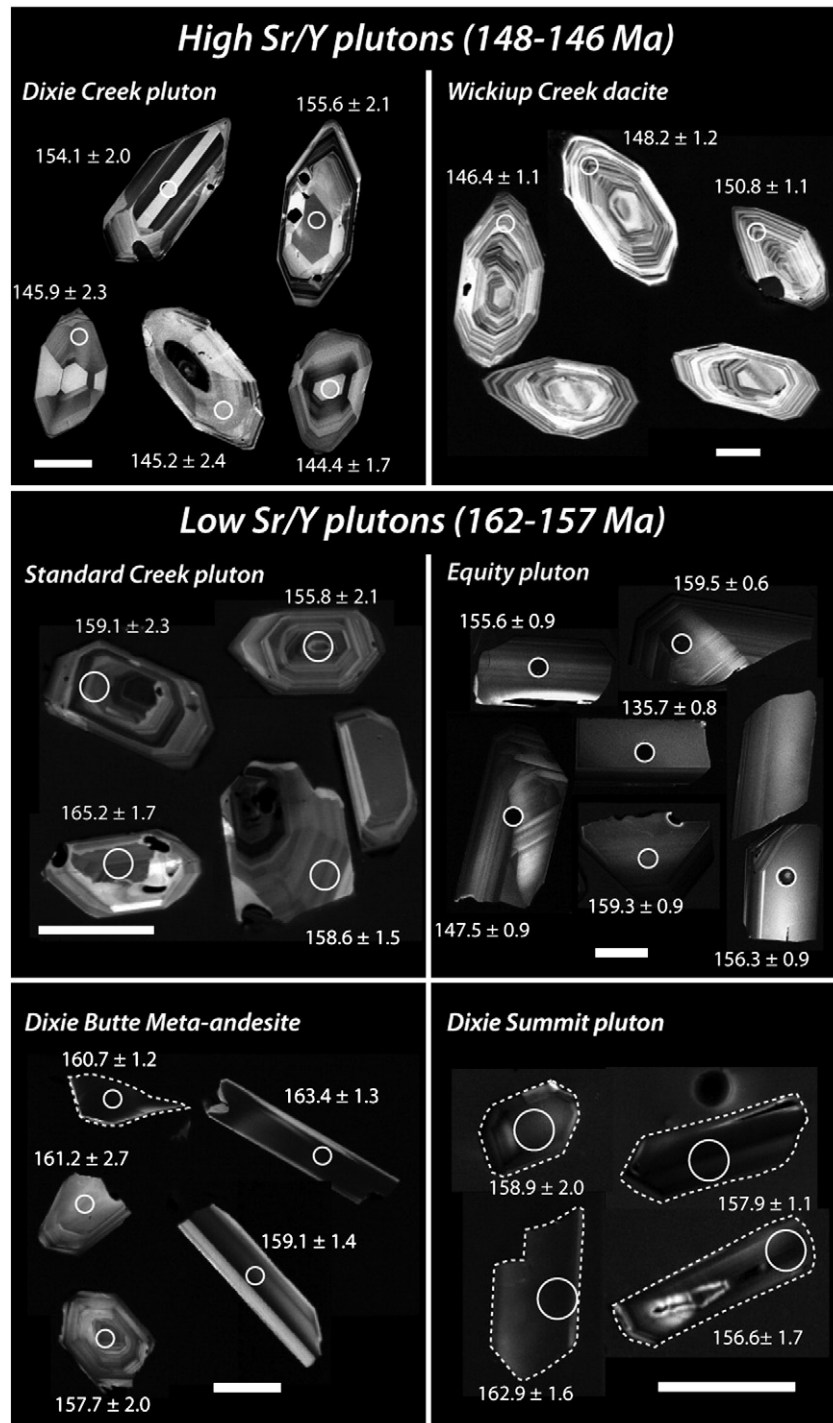 High Sr/Y plutons (148-146 Ma)
Dixie Creek pluton
155.6 ± 2.1
154.1 ± 2.0
145.9 ± 2.3
145.2 ± 2.4
144.4 ± 1.7
Wickiup Creek dacite
148.2 ± 1.2
146.4 ± 1.1
150.8 ± 1.1
Low Sr/Y plutons (162-157 Ma)
Standard Creek pluton
155.8 ± 2.1
159.1 ± 2.3
165.2 ± 1.7
158.6 ± 1.5
Equity pluton
159.5 ± 0.6
155.6 ± 0.9
135.7 ± 0.8
159.3 ± 0.9
147.5 ± 0.9
156.3 ± 0.9
Dixie Butte Meta-andesite
160.7 ± 1.2
163.4 ± 1.3
161.2 ± 2.7
159.1 ± 1.4
157.7 ± 2.0
Dixie Summit pluton
158.9 ± 2.0
157.9 ± 1.1
156.6± 1.7
162.9 ± 1.6